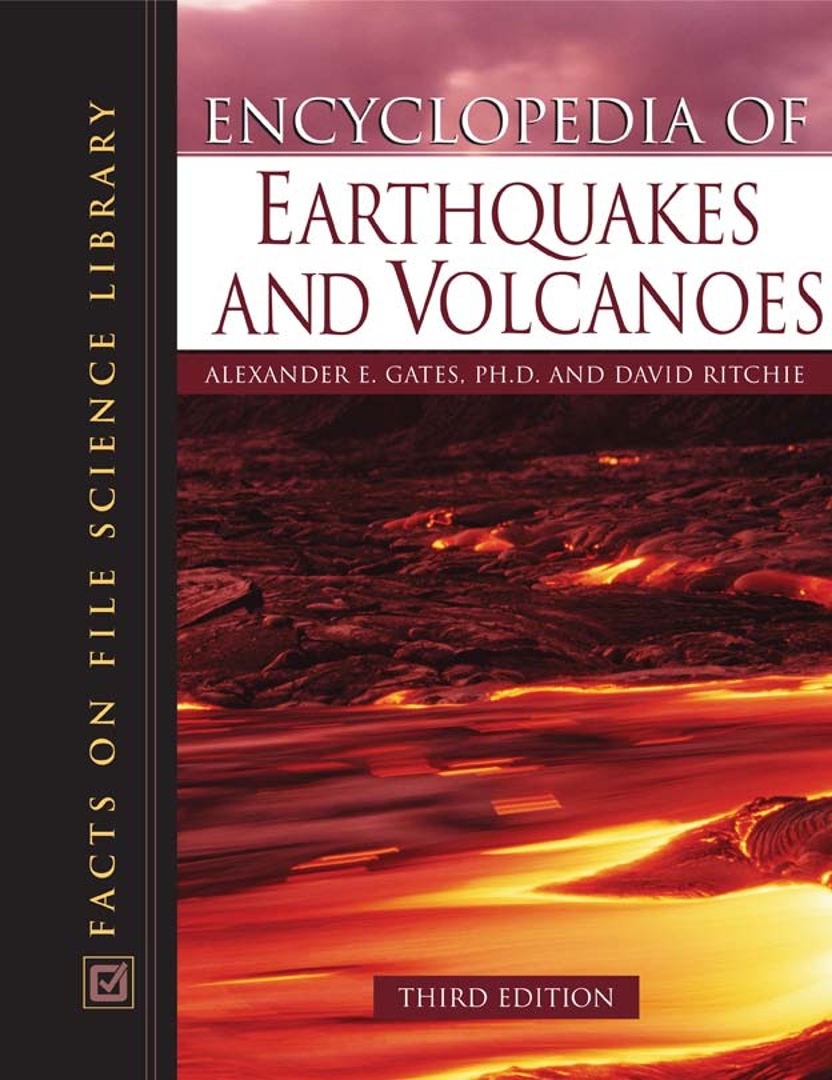 FACTS ON FILE SCIENCE LIBRARY
ENCYCLOPEDIA OF
EARTHQUAKES
AND VOLCANOES
ALEXANDER E. GATES, PH.D. AND DAVID RITCHIE
THIRD EDITION